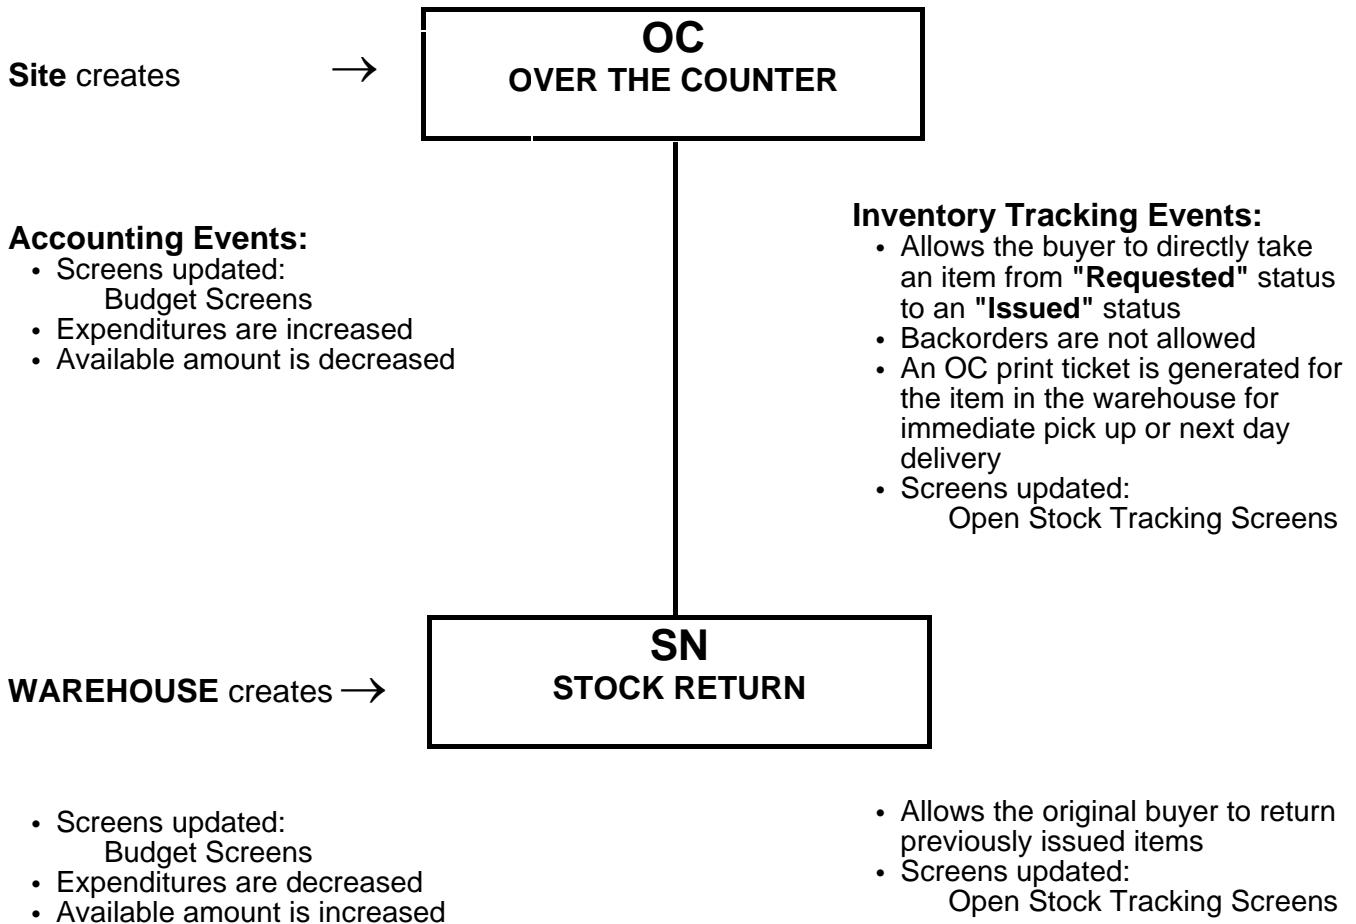 OC
OVER THE COUNTER
Site creates →
Accounting Events:
• Screens updated:
Budget Screens
• Expenditures are increased
• Available amount is decreased
Inventory Tracking Events:
• Allows the buyer to directly take
an item from "Requested" status
to an "Issued" status
• Backorders are not allowed
• An OC print ticket is generated for
the item in the warehouse for
immediate pick up or next day
delivery
• Screens updated:
Open Stock Tracking Screens
SN
STOCK RETURN
WAREHOUSE creates →
• Screens updated:
Budget Screens
• Expenditures are decreased
• Available amount is increased
• Allows the original buyer to return
previously issued items
• Screens updated:
Open Stock Tracking Screens